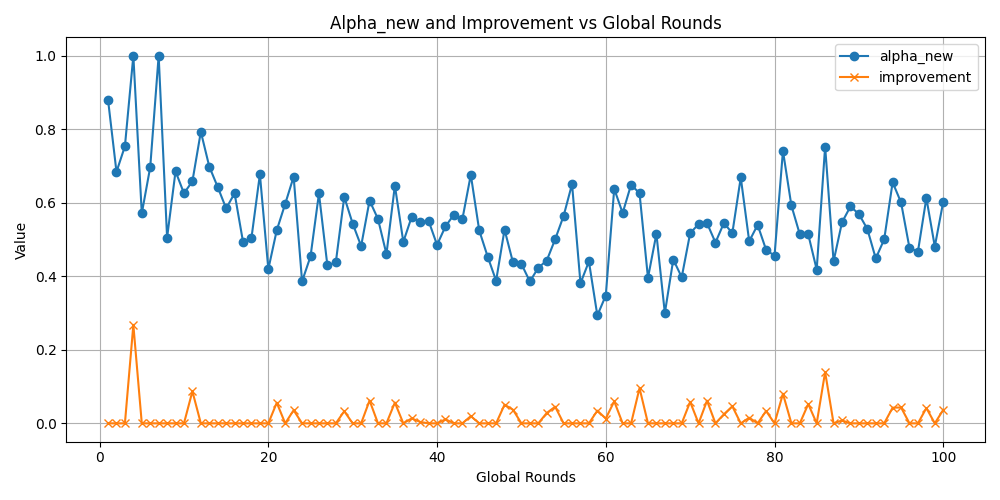 Alpha_new and Improvement vs Global Rounds
1.0
0.8
0.6
0.4
0.2
0.0
Value
alpha_new
improvement
0 20 40 60 80 100
Global Rounds